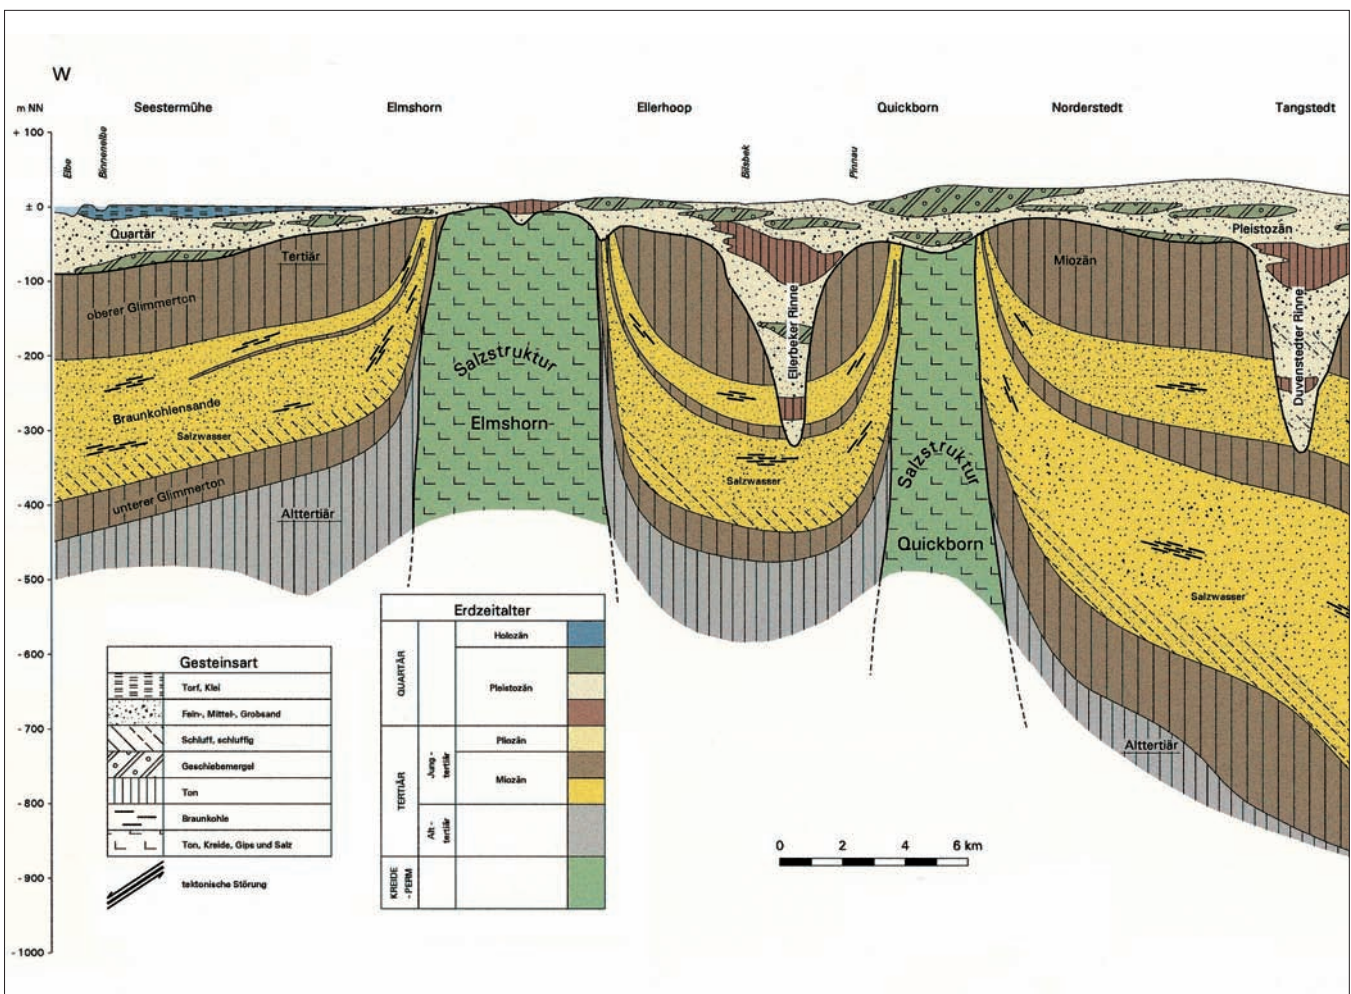 W
m NN
Seestermühe
Elmshorn
Ellerhoop
Quickborn
Norderstedt
Tangstedt
+ 100
± 0
- 100
- 200
- 300
- 400
- 500
- 600
- 700
- 800
- 900
- 1000
Elbe
Binnenelbe
Bilsbek
Pinnau
Quartär
Tertiär
oberer Glimmerton
Braunkohlensande
Salzwasser
unterer Glimmerton
Alttertiär
Salzstruktur
Elmshorn
Ellerbeker Rinne
Salzwasser
Salzstruktur
Quickborn
Pleistozän
Miozän
Duvenstedter Rinne
Salzwasser
Alttertiär
Gesteinsart
Torf, Klei
Fein-, Mittel-, Grobsand
Schluff, schluffig
Geschiebemergel
Ton
Braunkohle
Ton, Kreide, Gips und Salz
tektonische Störung
Erdzeitalter
QUARTÄR
Holozän
Pleistozän
TERTIÄR
Jung-
tertiär
Pliozän
Miozän
Alt-
tertiär
KREIDE
- PERM
0 2 4 6 km